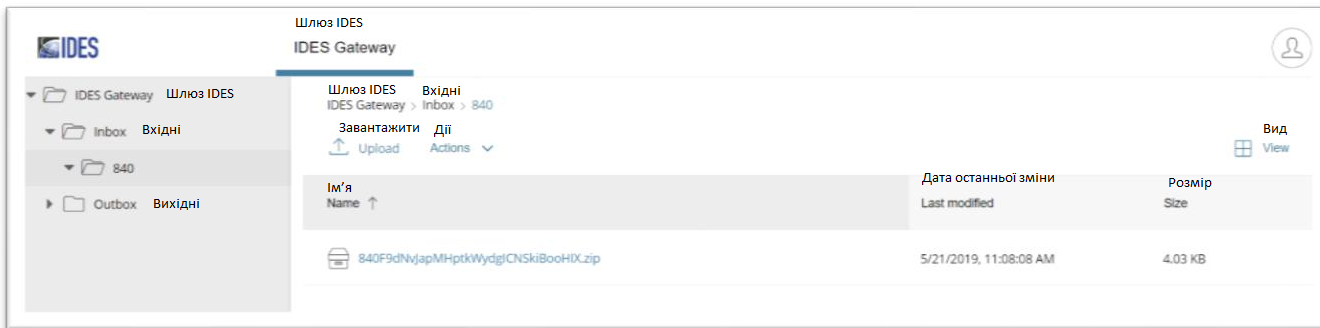 Шлюз IDES
IDES
IDES Gateway
IDES Gateway Шлюз IDES
Inbox Вхідні
840
Outbox Вихідні
Шлюз IDES Вхідні
IDES Gateway > Inbox > 840
Завантажити Дії Вид
Upload Actions View
Ім’я Дата останньої зміни Розмір
Name Last modified Size
840F9dNvJapMHptkWydgICNSkiBooHIX.zip 5/21/2019, 11:08:08 AM 4.03 KB